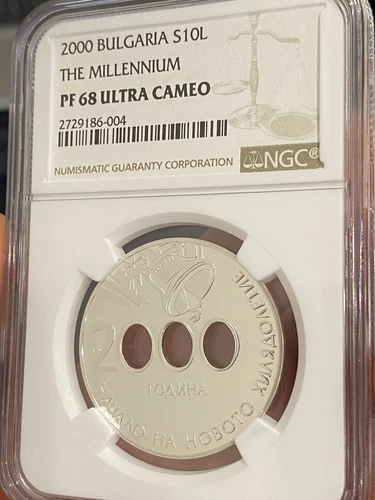 2000 BULGARIA S10L
THE MILLENNIUM
PF 68 ULTRA CAMEO
2729186-004
NUMISMATIC GUARANTY CORPORATION NGC®
2000
ГОДИНА
НАЧАЛО НА НОВОТО ХИЛЯДОЛЕТИЕ